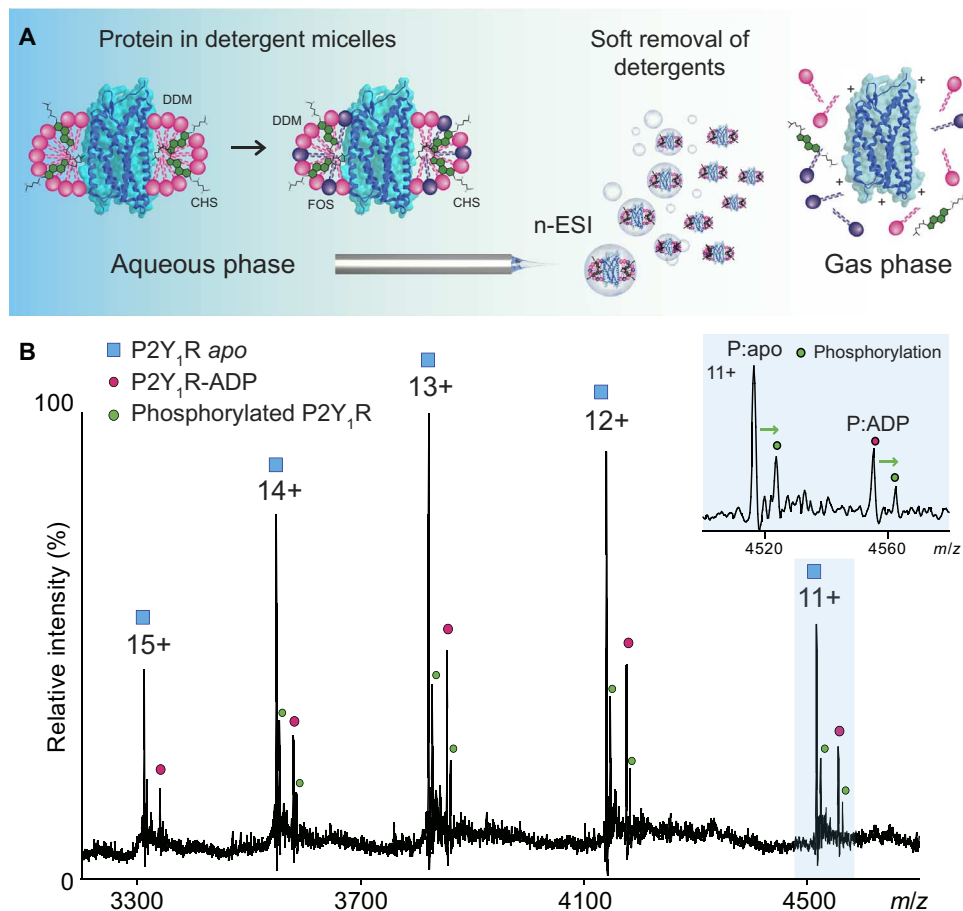 A
Protein in detergent micelles
Soft removal of
detergents
DDM
CHS
DDM
FOS
CHS
n-ESI
Aqueous phase
Gas phase
+
+
+
+
+
+
B
P2Y₁R apo
P2Y₁R-ADP
Phosphorylated P2Y₁R
100
0
Relative intensity (%)
15+
14+
13+
12+
11+
3300
3700
4100
4500
m/z
P:apo
Phosphorylation
11+
P:ADP
4520
4560
m/z